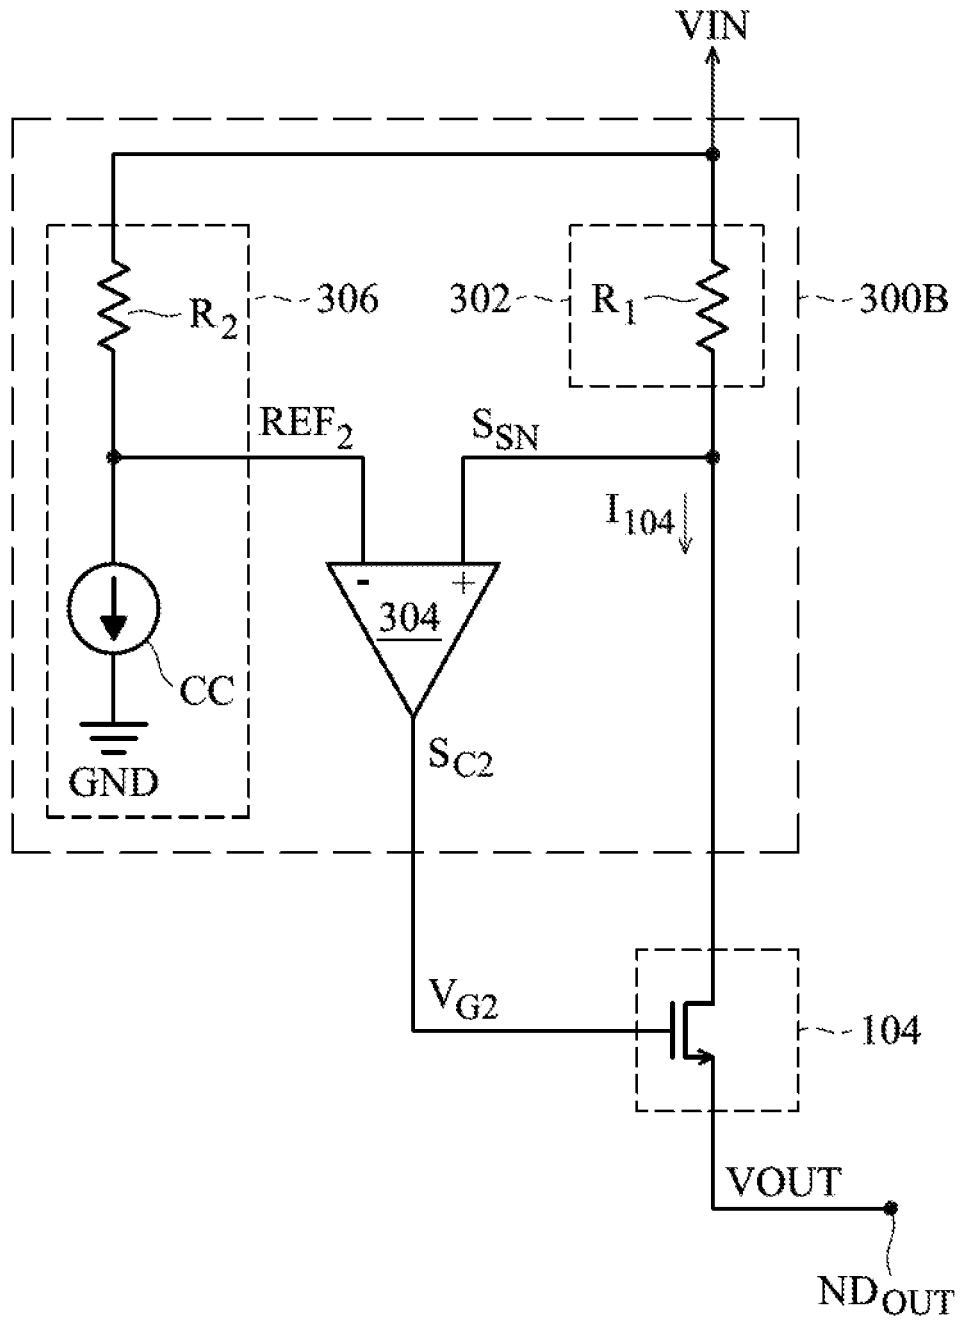 VIN
R2
306
302
R1
300B
REF2
SSN
I104
- +
304
CC
GND
SC2
VG2
104
VOUT
NDOUT